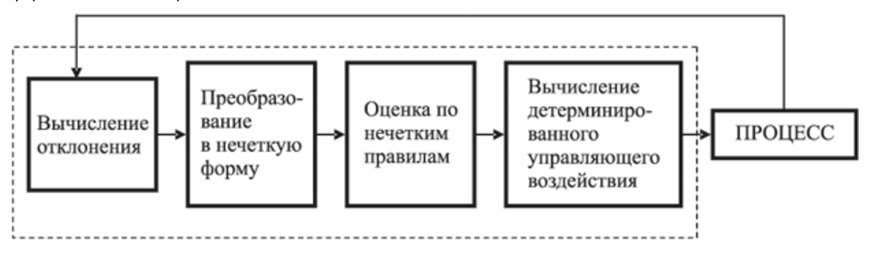 Вычисление
отклонения
Преобразо-
вание
в нечеткую
форму
Оценка по
нечетким
правилам
Вычисление
детерминиро-
ванного
управляющего
воздействия
ПРОЦЕСС